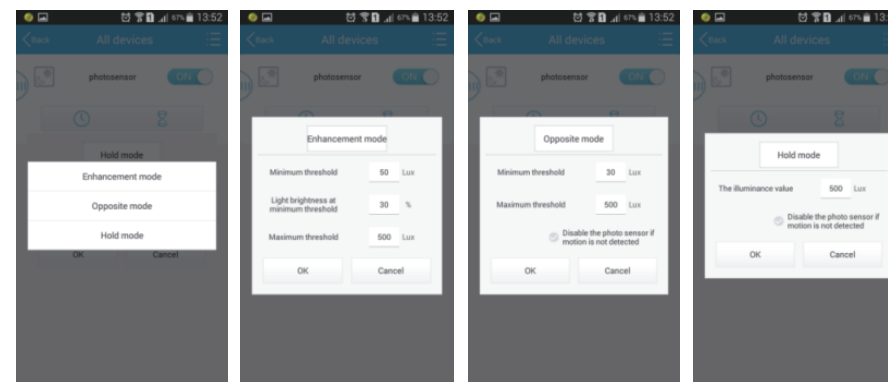 67% 13:52
Back All devices
photosensor ON
Hold mode
Enhancement mode
Opposite mode
Hold mode
OK Cancel
67% 13:52
Back All devices
photosensor ON
Enhancement mode
Minimum threshold 50 Lux
Light brightness at
minimum threshold 30 %
Maximum threshold 500 Lux
OK Cancel
67% 13:52
Back All devices
photosensor ON
Opposite mode
Minimum threshold 30 Lux
Maximum threshold 500 Lux
Disable the photo sensor if
motion is not detected
OK Cancel
67% 13:
Back All devices
photosensor ON
Hold mode
The illuminance value 500 Lux
Disable the photo sensor if
motion is not detected
OK Cancel